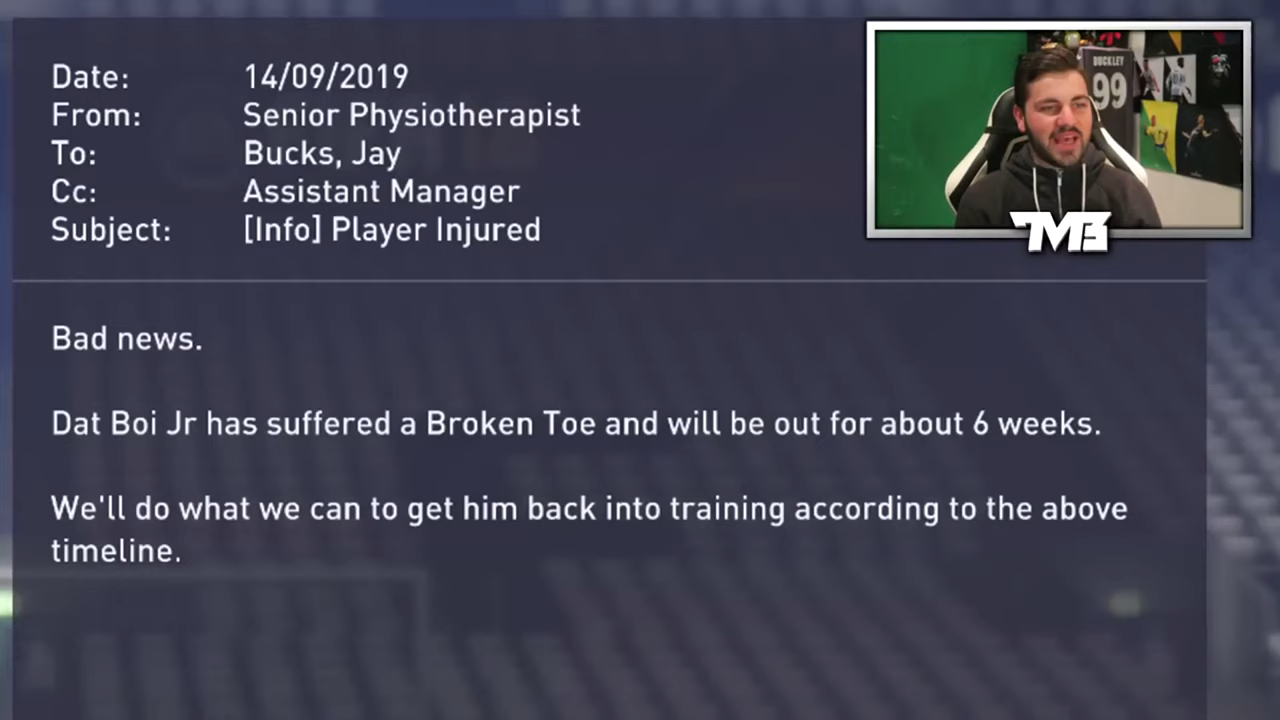 Date: 14/09/2019
From: Senior Physiotherapist
To: Bucks, Jay
Cc: Assistant Manager
Subject: [Info] Player Injured
BUCKLEY
99
7MB
Bad news.
Dat Boi Jr has suffered a Broken Toe and will be out for about 6 weeks.
We'll do what we can to get him back into training according to the above
timeline.